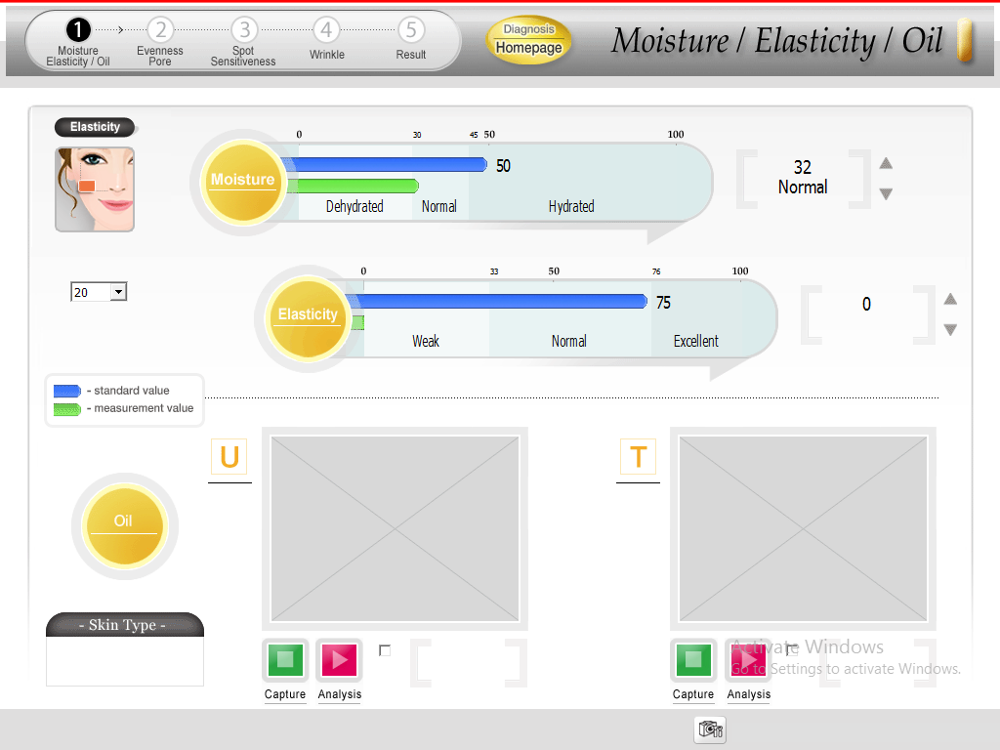 1 2 3 4 5
Moisture
Elasticity / Oil
Evenness
Pore
Spot
Sensitiveness
Wrinkle
Result
Diagnosis
Homepage
Moisture / Elasticity / Oil
Elasticity
0 30 45 50 100
Moisture
50
Dehydrated Normal Hydrated
32
Normal
20
0 33 50 76 100
Elasticity
75
Weak Normal Excellent
0
- standard value
- measurement value
U
T
Oil
- Skin Type -
Capture Analysis
Capture Analysis
Activate Windows
Go to Settings to activate Windows.